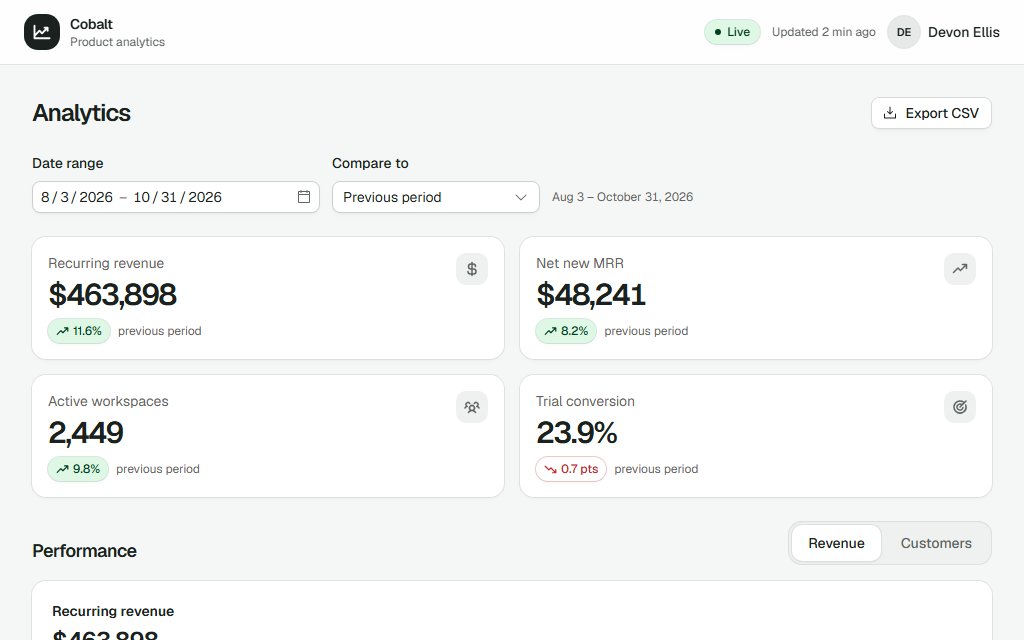 Cobalt
Product analytics
Live
Updated 2 min ago
DE
Devon Ellis
Analytics
Export CSV
Date range
Compare to
8 / 3 / 2026 – 10 / 31 / 2026
Previous period
Aug 3 – October 31, 2026
Recurring revenue
$463,898
11.6% previous period
Net new MRR
$48,241
8.2% previous period
Active workspaces
2,449
9.8% previous period
Trial conversion
23.9%
0.7 pts previous period
Performance
Revenue
Customers
Recurring revenue
$463,898